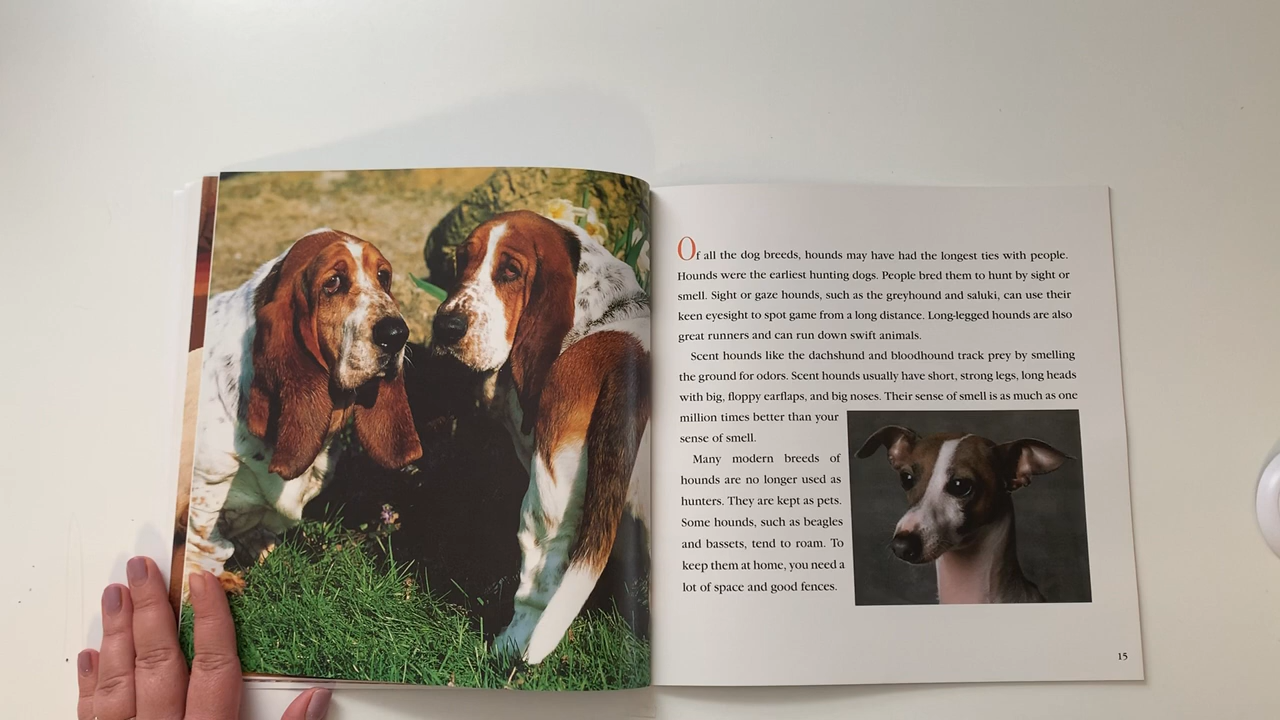 Of all the dog breeds, hounds may have had the longest ties with people.
Hounds were the earliest hunting dogs. People bred them to hunt by sight or
smell. Sight or gaze hounds, such as the greyhound and saluki, can use their
keen eyesight to spot game from a long distance. Long-legged hounds are also
great runners and can run down swift animals.
Scent hounds like the dachshund and bloodhound track prey by smelling
the ground for odors. Scent hounds usually have short, strong legs, long heads
with big, floppy earflaps, and big noses. Their sense of smell is as much as one
million times better than your
sense of smell.
Many modern breeds of
hounds are no longer used as
hunters. They are kept as pets.
Some hounds, such as beagles
and bassets, tend to roam. To
keep them at home, you need a
lot of space and good fences.
15